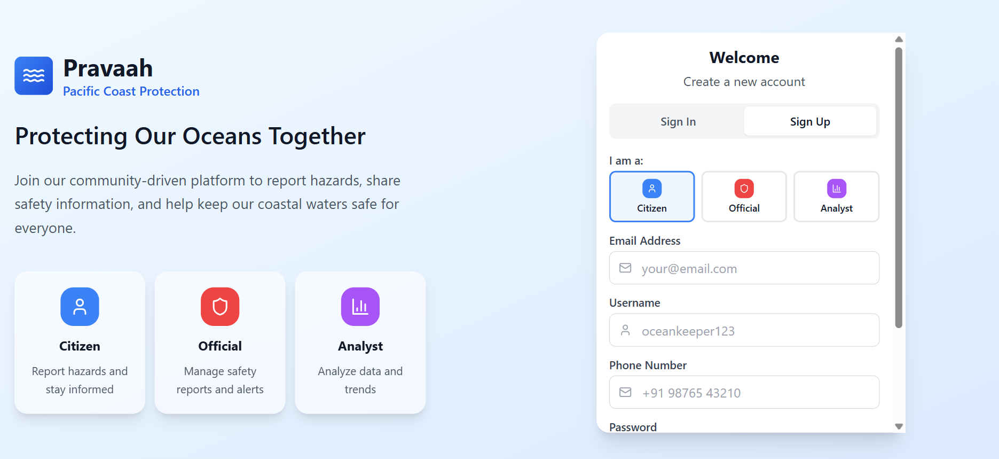 Pravaah
Pacific Coast Protection
Protecting Our Oceans Together
Join our community-driven platform to report hazards, share
safety information, and help keep our coastal waters safe for
everyone.
Citizen
Report hazards and
stay informed
Official
Manage safety
reports and alerts
Analyst
Analyze data and
trends
Welcome
Create a new account
Sign In
Sign Up
I am a:
Citizen
Official
Analyst
Email Address
your@email.com
Username
oceankeeper123
Phone Number
+91 98765 43210
Password